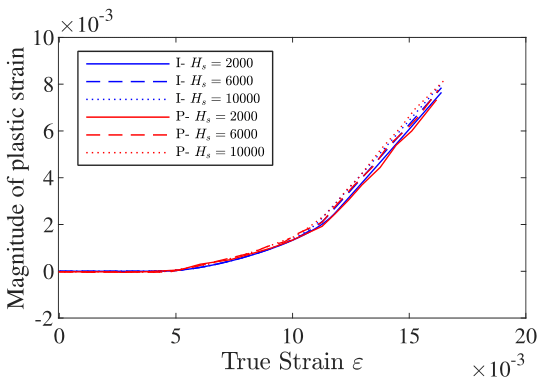 ×10⁻³
10
8
6
4
2
0
-2
Magnitude of plastic strain
I- Hₛ = 2000
I- Hₛ = 6000
I- Hₛ = 10000
P- Hₛ = 2000
P- Hₛ = 6000
P- Hₛ = 10000
0 5 10 15 20
True Strain ε
×10⁻³